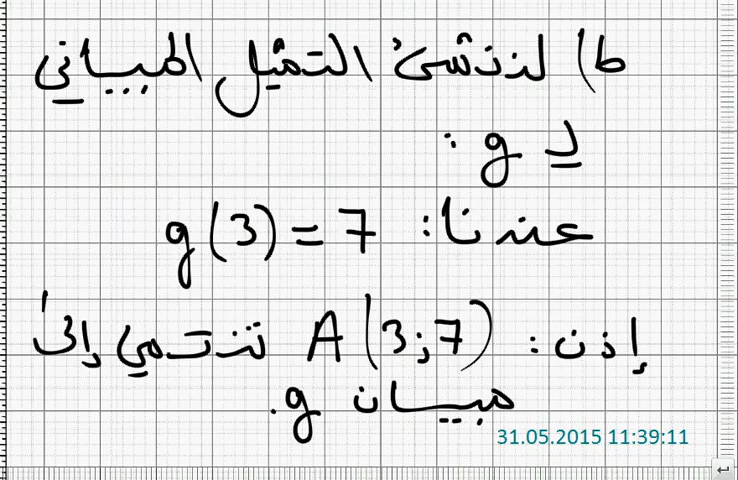 b) لننشئ التمثيل المبياني
لـ g :
عندنا: g(3) = 7
إذن: A(3;7) تنتمي إلى
مبيان g.
31.05.2015 11:39:11